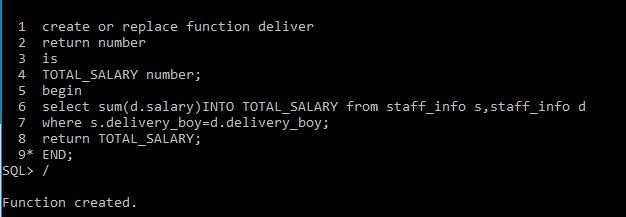 1 create or replace function deliver
2 return number
3 is
4 TOTAL_SALARY number;
5 begin
6 select sum(d.salary)INTO TOTAL_SALARY from staff_info s,staff_info d
7 where s.delivery_boy=d.delivery_boy;
8 return TOTAL_SALARY;
9* END;
SQL> /
Function created.